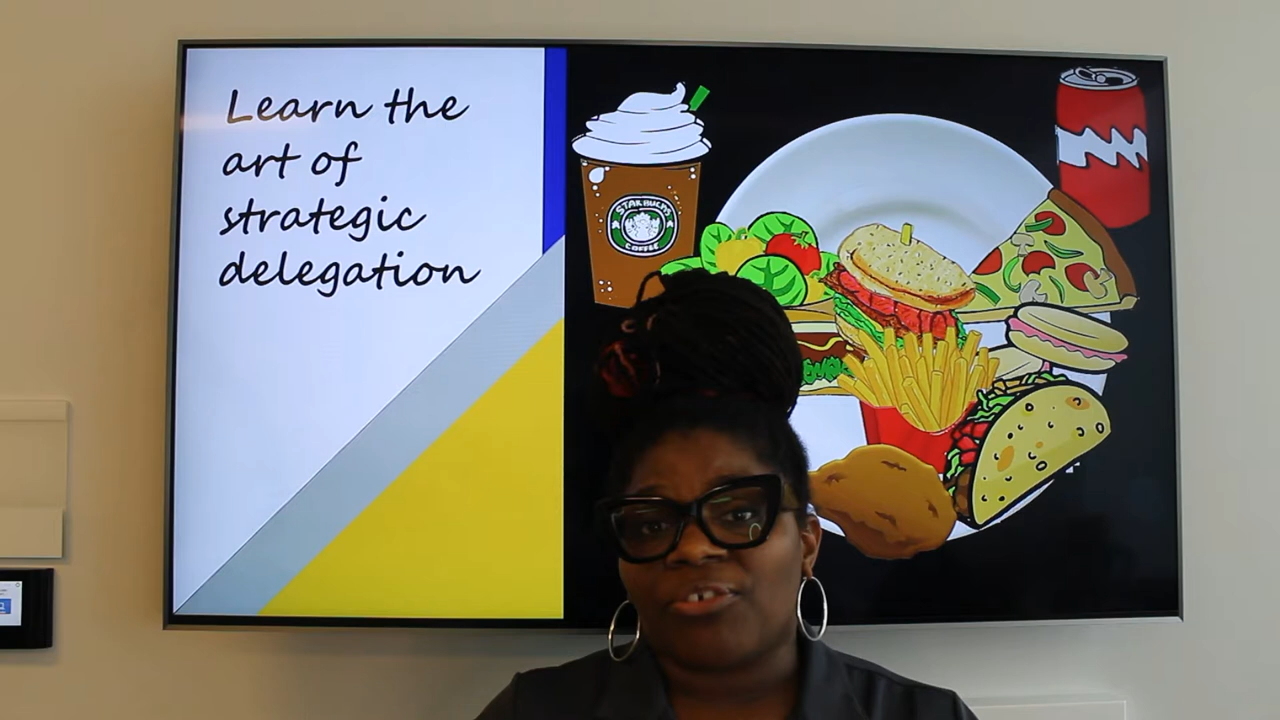 Learn the
art of
strategic
delegation
STARBUCKS
COFFEE